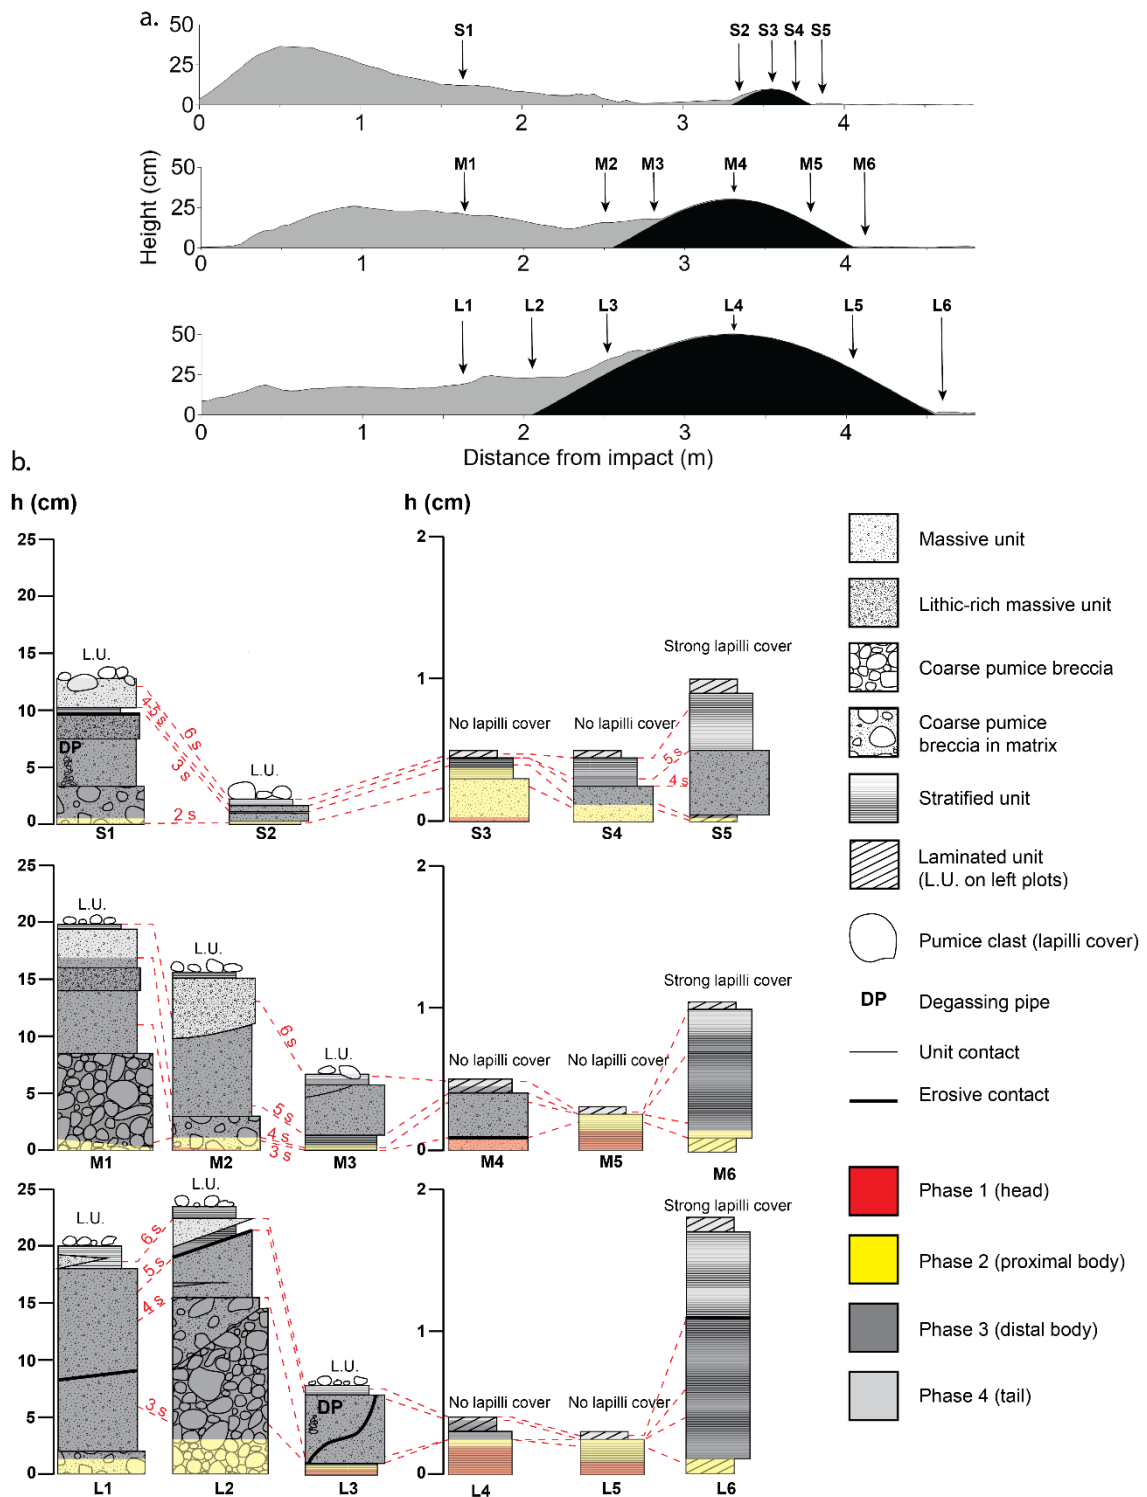 a.
50
25
0
S1
S2
S3
S4
S5
0
1
2
3
4
50
25
0
M1
M2
M3
M4
M5
M6
0
1
2
3
4
Height (cm)
50
25
0
L1
L2
L3
L4
L5
L6
0
1
2
3
4
Distance from impact (m)
b.
h (cm)
h (cm)
25
20
15
10
5
0
L.U.
DP
4-5s
6 s
3 s
2 s
L.U.
S1
S2
2
1
0
No lapilli cover
No lapilli cover
Strong lapilli cover
5 s
4 s
S3
S4
S5
25
20
15
10
5
0
L.U.
L.U.
L.U.
6 s
5 s
4 s
3 s
M1
M2
M3
2
1
0
No lapilli cover
No lapilli cover
Strong lapilli cover
M4
M5
M6
25
20
15
10
5
0
L.U.
L.U.
L.U.
6 s
5 s
4 s
3 s
DP
L1
L2
L3
2
1
0
No lapilli cover
No lapilli cover
Strong lapilli cover
L4
L5
L6
Massive unit
Lithic-rich massive unit
Coarse pumice breccia
Coarse pumice
breccia in matrix
Stratified unit
Laminated unit
(L.U. on left plots)
Pumice clast (lapilli cover)
DP Degassing pipe
Unit contact
Erosive contact
Phase 1 (head)
Phase 2 (proximal body)
Phase 3 (distal body)
Phase 4 (tail)